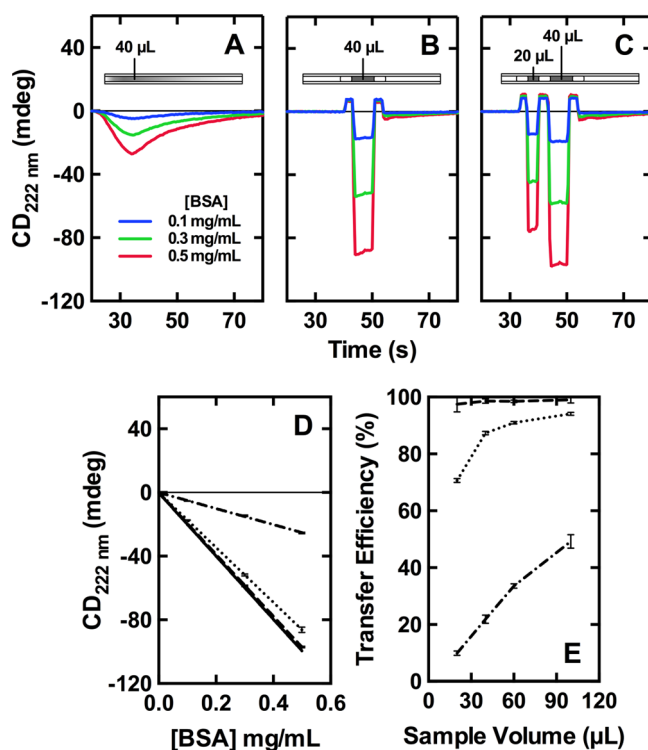 40 µL
A
40 µL
B
40 µL
20 µL
C
CD222 nm (mdeg)
40
0
-40
-80
-120
[BSA]
0.1 mg/mL
0.3 mg/mL
0.5 mg/mL
30 50 70
30 50 70
30 50 70
Time (s)
D
CD222 nm (mdeg)
40
0
-40
-80
-120
0.0 0.2 0.4 0.6
[BSA] mg/mL
E
Transfer Efficiency (%)
100
80
60
40
20
0
0 30 60 90 120
Sample Volume (µL)